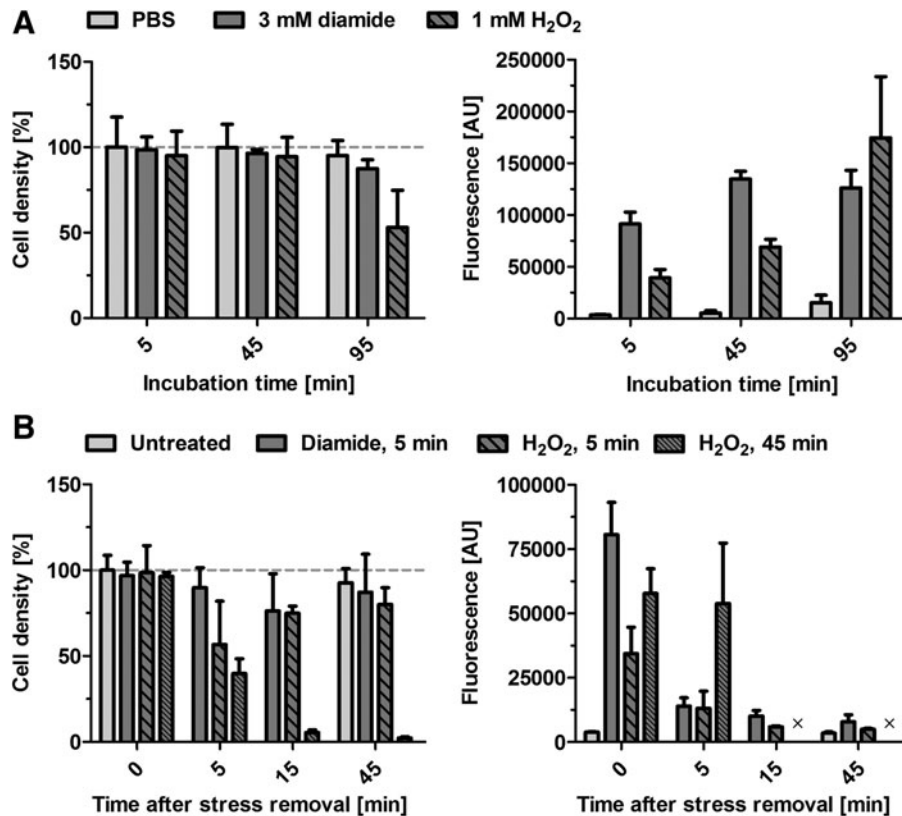 A
PBS 3 mM diamide 1 mM H₂O₂
150
100
50
0
Cell density [%]
5 45 95
Incubation time [min]
250000
200000
150000
100000
50000
0
Fluorescence [AU]
5 45 95
Incubation time [min]
B
Untreated Diamide, 5 min H₂O₂, 5 min H₂O₂, 45 min
150
100
50
0
Cell density [%]
0 5 15 45
Time after stress removal [min]
100000
75000
50000
25000
0
Fluorescence [AU]
× ×
0 5 15 45
Time after stress removal [min]